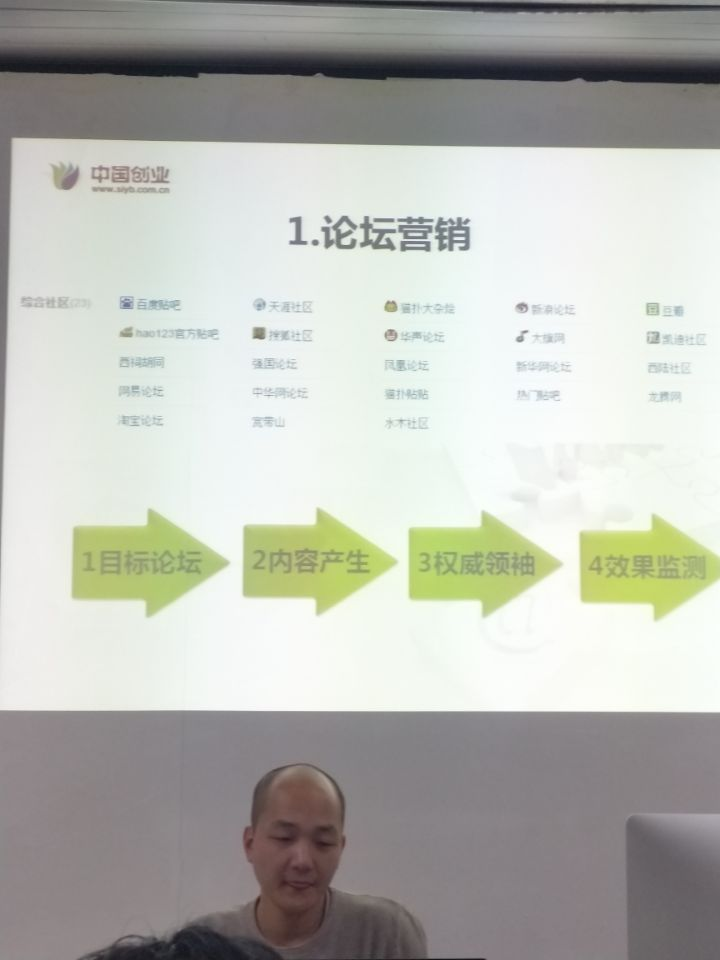 中国创业
www.siyb.com.cn
1.论坛营销
综合社区(23) 百度贴吧 天涯社区 猫扑大杂烩 新浪论坛 豆瓣
hao123官方贴吧 搜狐社区 华声论坛 大旗网 凯迪社区
西祠胡同 强国论坛 凤凰论坛 新华网论坛 西陆社区
网易论坛 中华网论坛 猫扑贴贴 热门贴吧 龙腾网
淘宝论坛 宽带山 水木社区
1目标论坛 2内容产生 3权威领袖 4效果监测